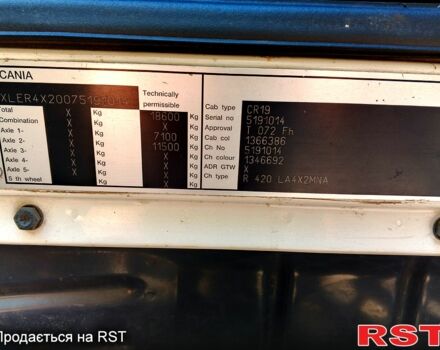 CANIA
XLER4X20075191014
Total
Combination
Axle 1-
Axle 2-
Axle 3-
Axle 4-
Axle 5-
5 th wheel
X Kg
X Kg
X Kg
X Kg
X Kg
X Kg
X Kg
X Kg
Technically
permissible
18600 Kg
X Kg
7100 Kg
11500 Kg
Kg
Kg
Kg
Kg
Cab type CR19
Serial no 5191014
Approval T 072 Fh
Cab col 1366386
Ch No 5191014
Ch colour 1346692
ADR GTW X
Ch type R 420 LA4X2MNA
Продається на RST
RST